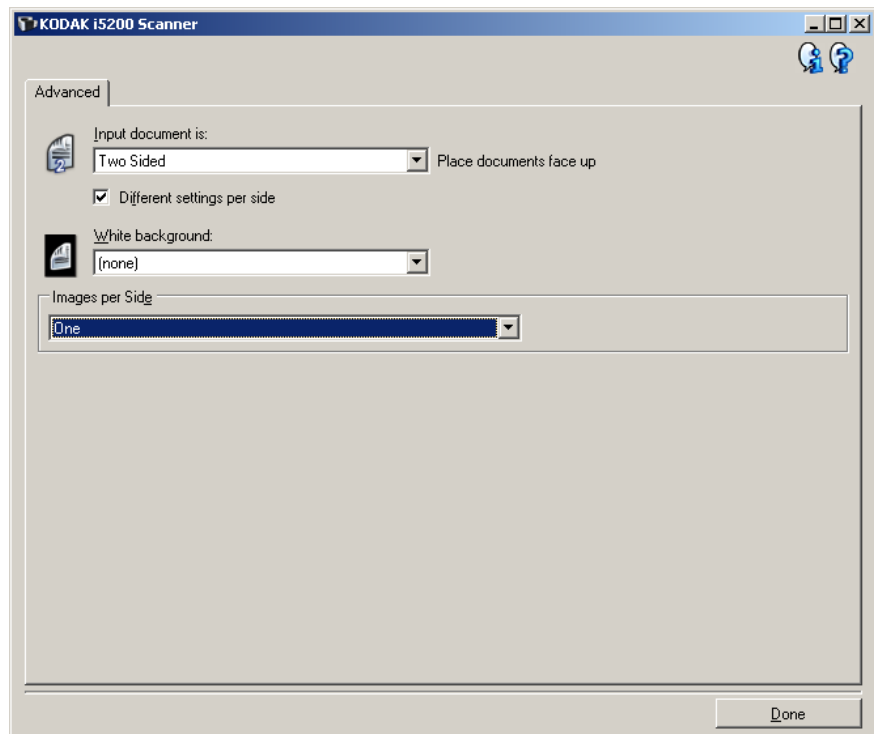 KODAK i5200 Scanner
Advanced
Input document is:
2
Two Sided
Place documents face up
Different settings per side
White background:
(none)
Images per Side
One
Done